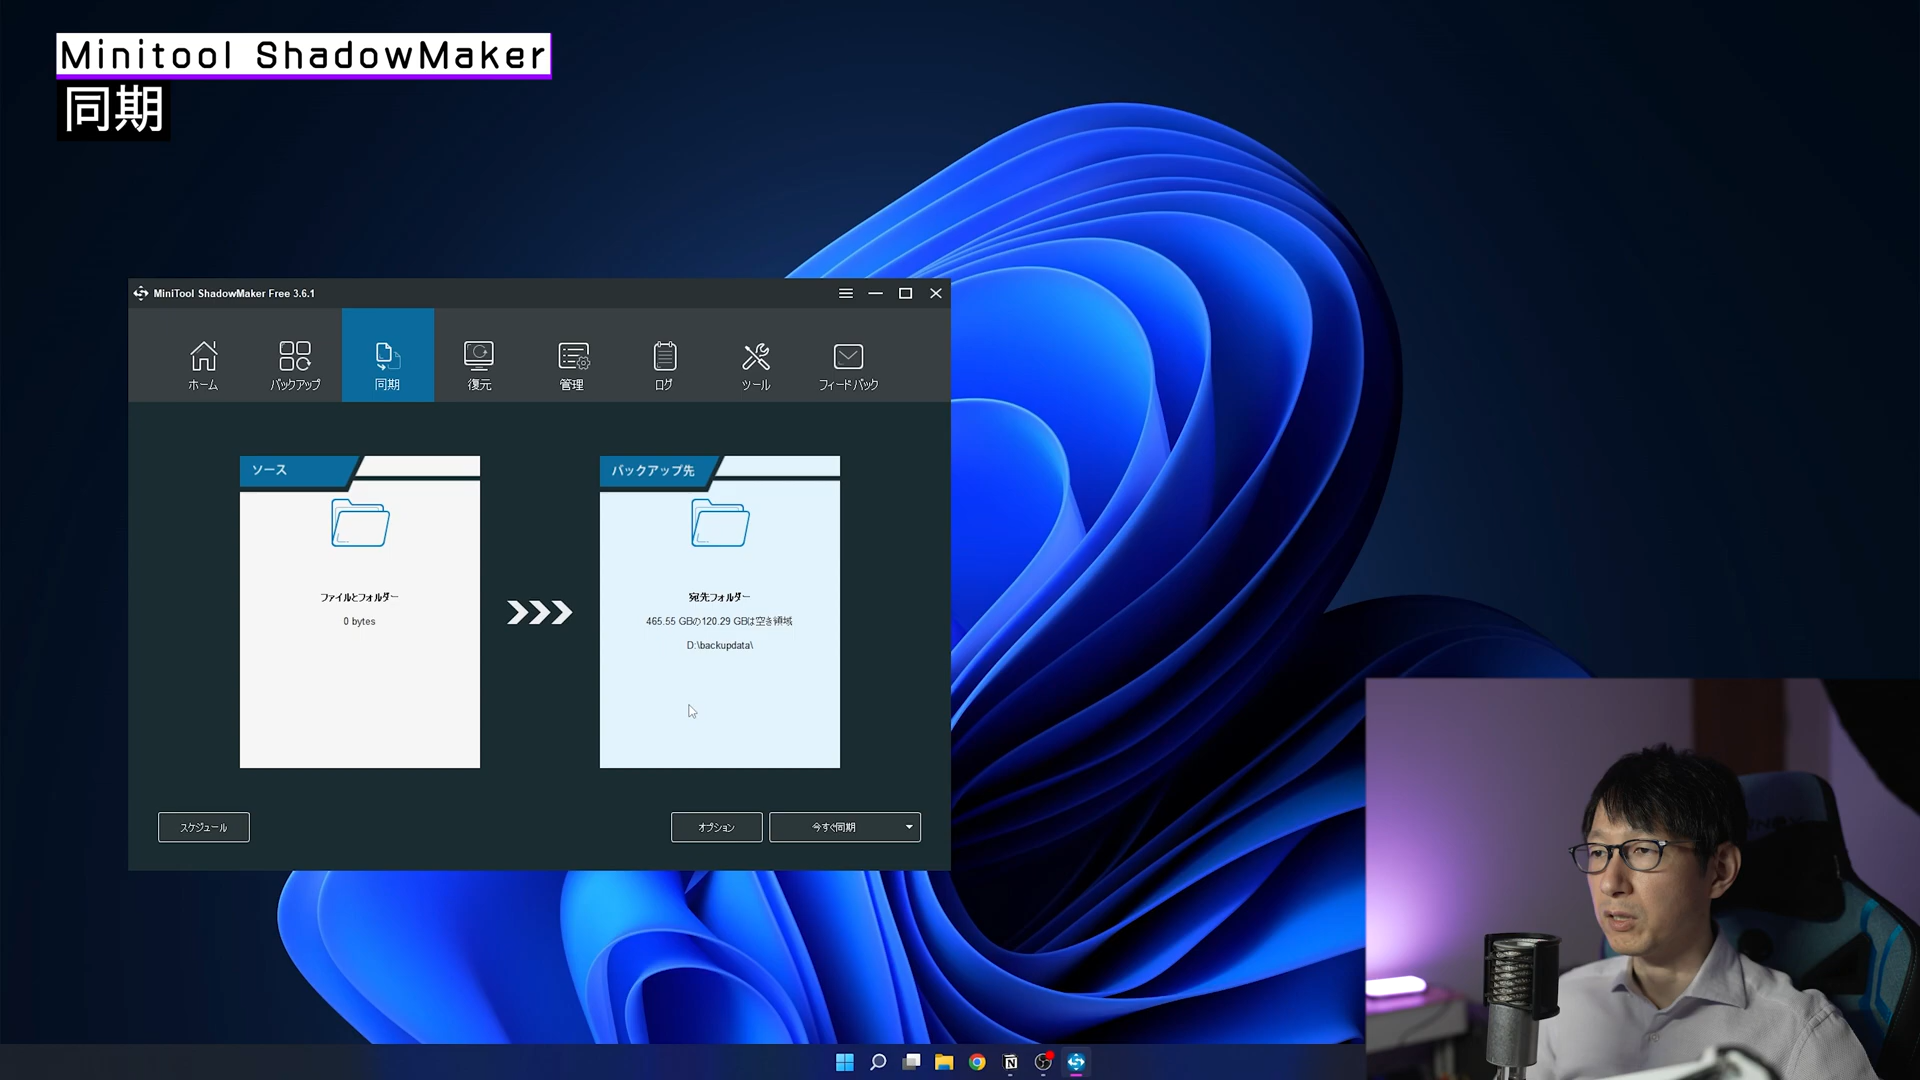 Minitool ShadowMaker
同期
MiniTool ShadowMaker Free 3.6.1
ホーム
バックアップ
同期
復元
管理
ログ
ツール
フィードバック
ソース
バックアップ先
ファイルとフォルダー
0 bytes
宛先フォルダー
465.55 GBの120.29 GBは空き領域
D:\backupdata\
スケジュール
オプション
今すぐ同期